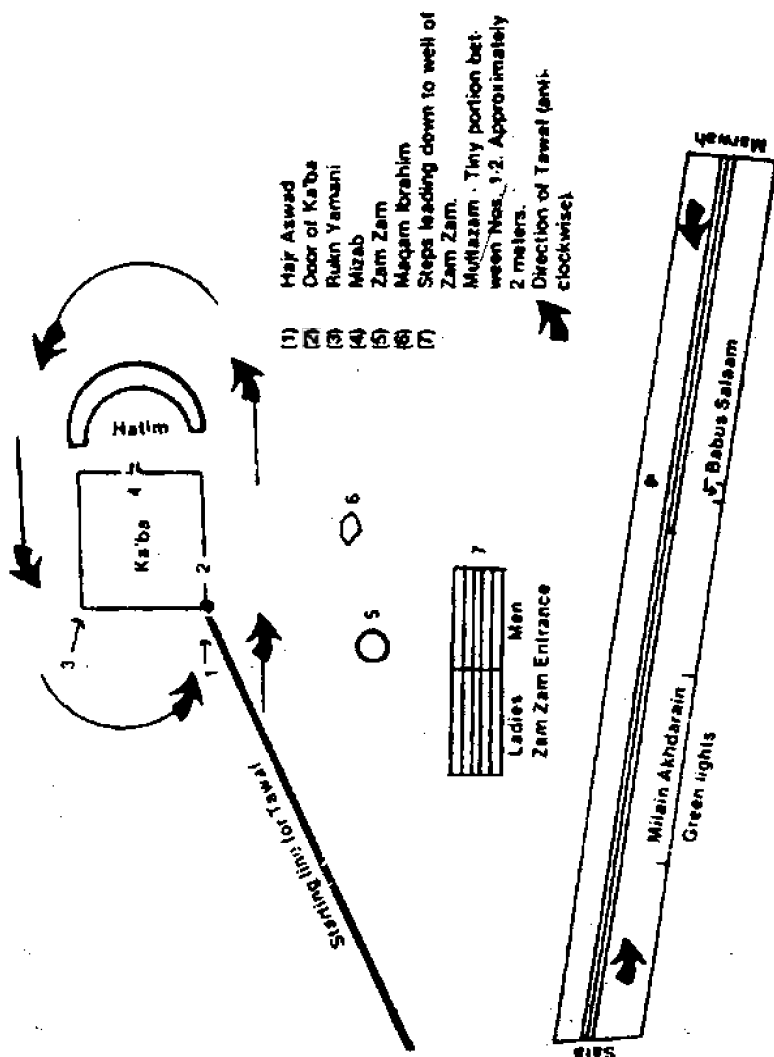 Hatim
Ka'ba
4
3
2
1
6
5
7
Starting line for Tawaf
Ladies Men
Zam Zam Entrance
(1) Hajr Aswad
(2) Door of Ka'ba
(3) Rukn Yamani
(4) Mizab
(5) Zam Zam
(6) Maqam Ibrahim
(7) Steps leading down to well of
Zam Zam.
Multazam - Tiny portion bet-
ween Nos. 1-2. Approximately
2 meters.
Direction of Tawaf (anti-
clockwise).
Safa
Marwah
Milain Akhdarain
Green lights
Babus Salaam